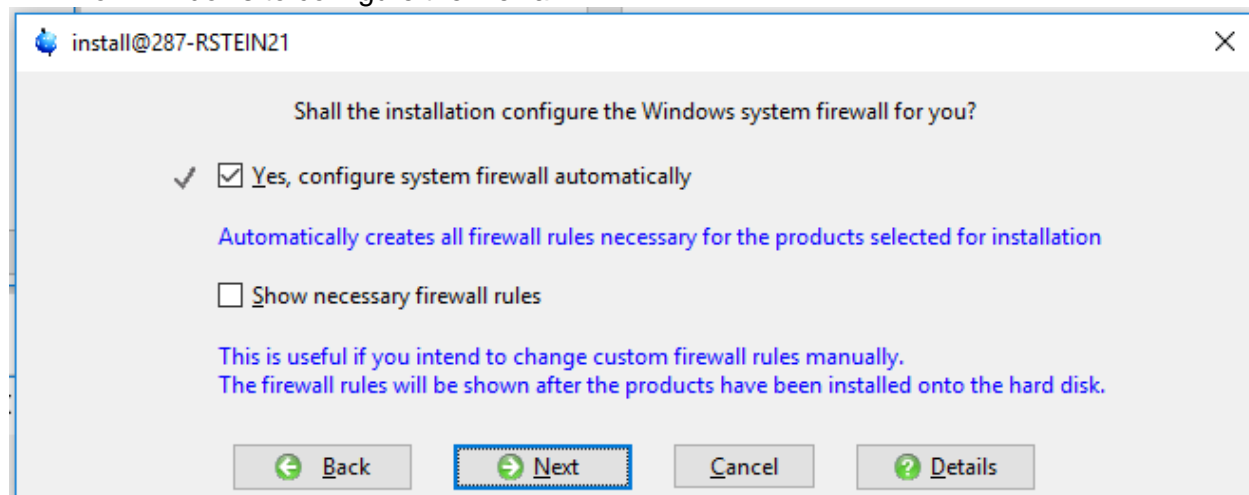 install@287-RSTEIN21
Shall the installation configure the Windows system firewall for you?
Yes, configure system firewall automatically
Automatically creates all firewall rules necessary for the products selected for installation
Show necessary firewall rules
This is useful if you intend to change custom firewall rules manually.
The firewall rules will be shown after the products have been installed onto the hard disk.
Back Next Cancel Details